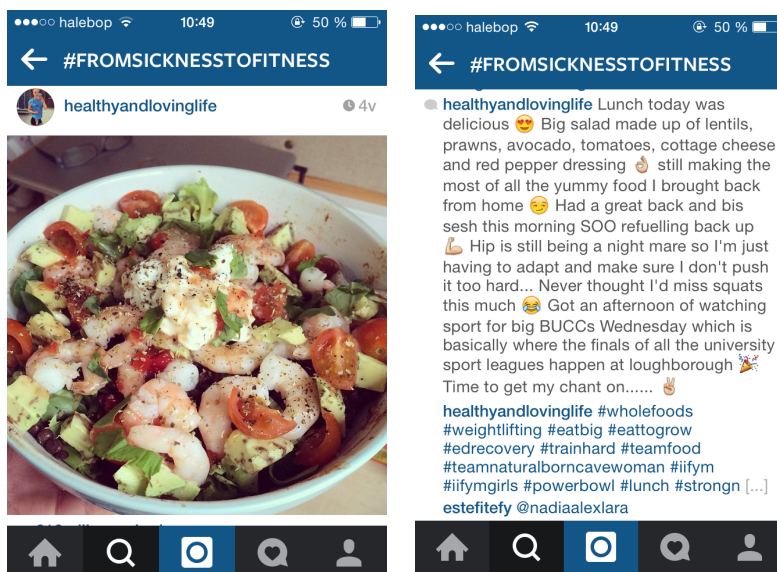 halebop 10:49 50 %
#FROMSICKNESSTOFITNESS
healthyandlovinglife 4v
halebop 10:49 50 %
#FROMSICKNESSTOFITNESS
healthyandlovinglife Lunch today was
delicious 😍 Big salad made up of lentils,
prawns, avocado, tomatoes, cottage cheese
and red pepper dressing 👌 still making the
most of all the yummy food I brought back
from home 😏 Had a great back and bis
sesh this morning SOO refuelling back up
💪 Hip is still being a night mare so I'm just
having to adapt and make sure I don't push
it too hard... Never thought I'd miss squats
this much 😂 Got an afternoon of watching
sport for big BUCCs Wednesday which is
basically where the finals of all the university
sport leagues happen at loughborough 🎉
Time to get my chant on...... ✌
healthyandlovinglife #wholefoods
#weightlifting #eatbig #eattogrow
#edrecovery #trainhard #teamfood
#teamnaturalborncavewoman #iifym
#iifymgirls #powerbowl #lunch #strongn [...]
estefitefy @nadiaalexlara